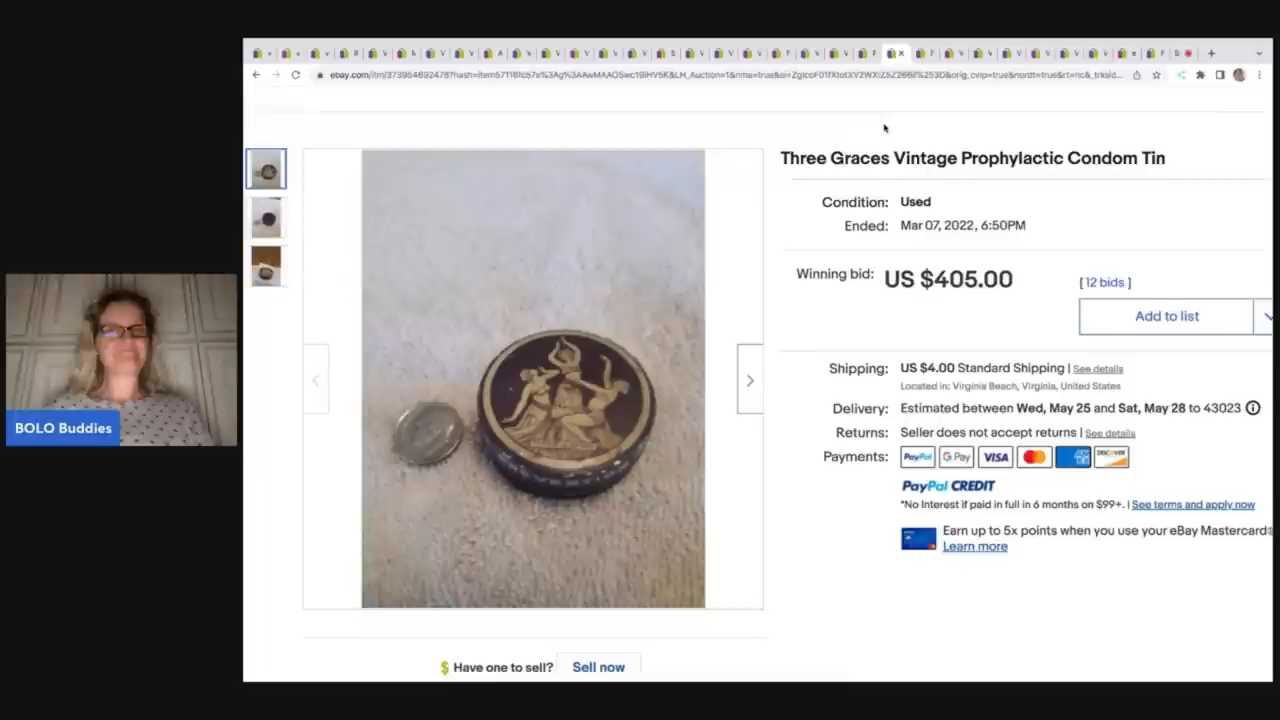 Three Graces Vintage Prophylactic Condom Tin
Condition: Used
Ended: Mar 07, 2022, 6:50PM
Winning bid: US $405.00 [ 12 bids ]
Add to list
Shipping: US $4.00 Standard Shipping | See details
Located in: Virginia Beach, Virginia, United States
Delivery: Estimated between Wed, May 25 and Sat, May 28 to 43023
Returns: Seller does not accept returns | See details
Payments: PayPal G Pay VISA DISCOVER
PayPal CREDIT
*No Interest if paid in full in 6 months on $99+. | See terms and apply now
Earn up to 5x points when you use your eBay Mastercard®
Learn more
BOLO Buddies
Have one to sell? Sell now